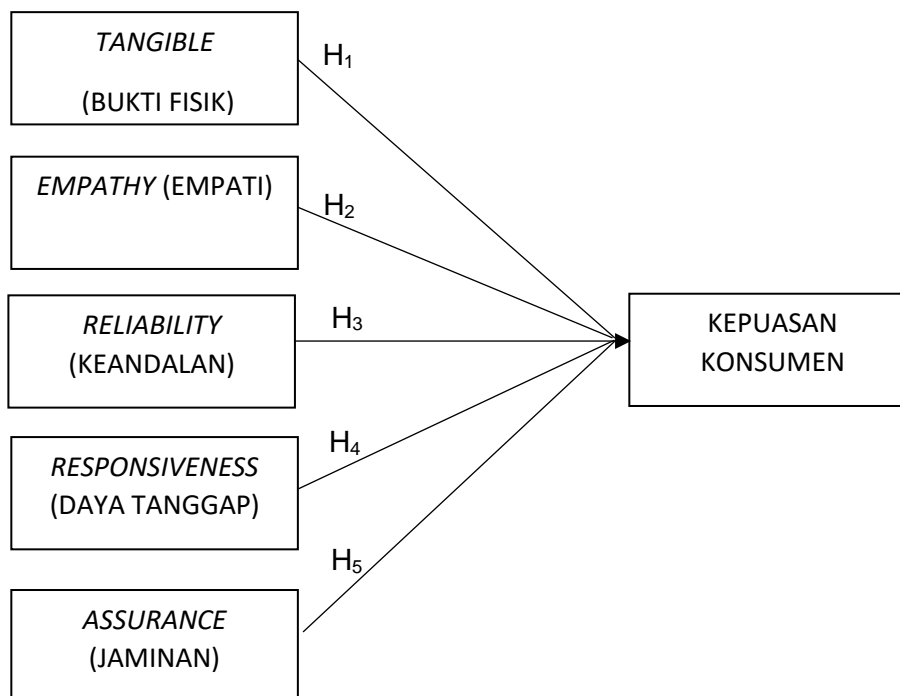 TANGIBLE
(BUKTI FISIK)
H1
EMPATHY (EMPATI)
H2
RELIABILITY
(KEANDALAN)
H3
KEPUASAN
KONSUMEN
RESPONSIVENESS
(DAYA TANGGAP)
H4
ASSURANCE
(JAMINAN)
H5